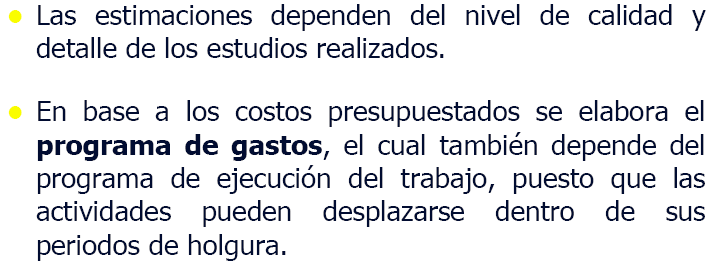 Las estimaciones dependen del nivel de calidad y
detalle de los estudios realizados.
En base a los costos presupuestados se elabora el
programa de gastos, el cual también depende del
programa de ejecución del trabajo, puesto que las
actividades pueden desplazarse dentro de sus
periodos de holgura.